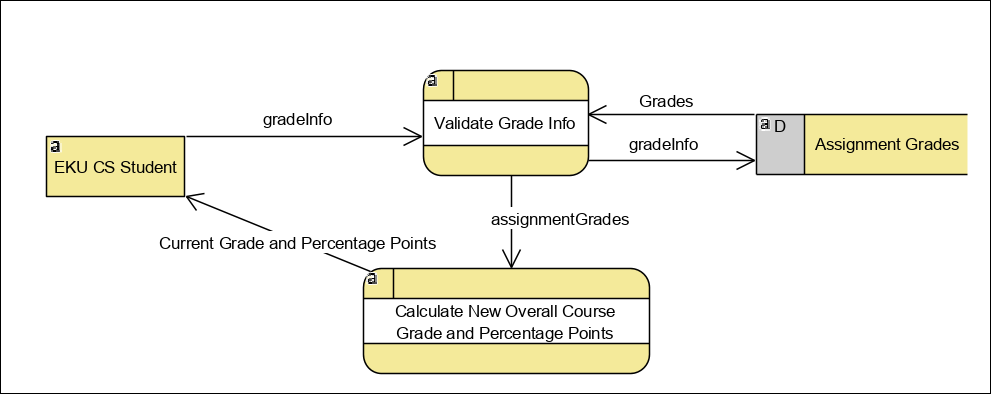 a
Grades
gradeInfo
Validate Grade Info
a D
Assignment Grades
a
EKU CS Student
gradeInfo
assignmentGrades
Current Grade and Percentage Points
a
Calculate New Overall Course
Grade and Percentage Points